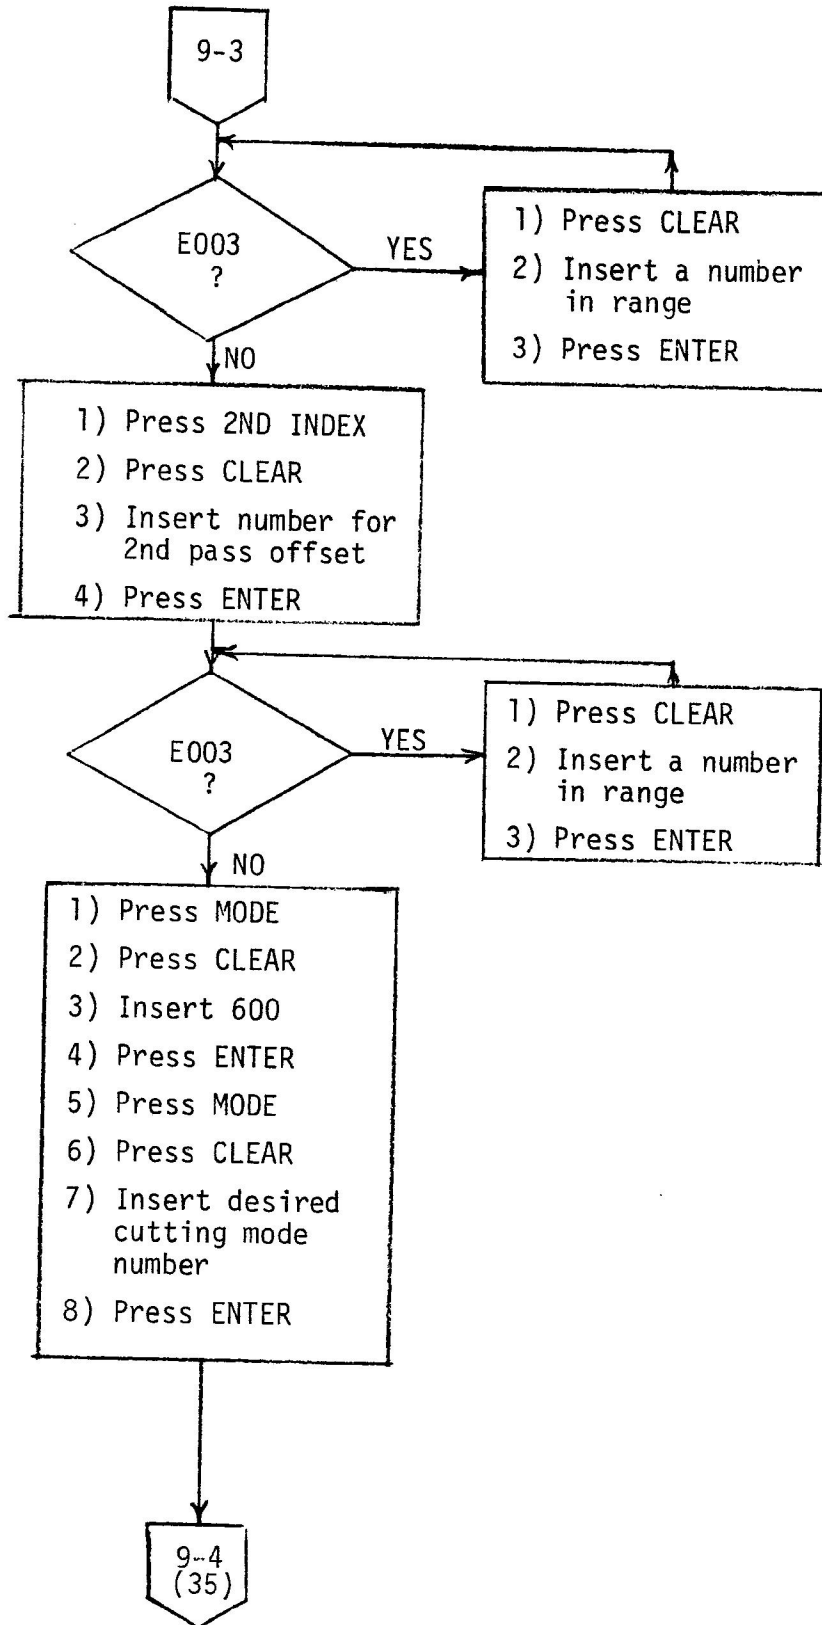 9-3
E003
?
YES
1) Press CLEAR
2) Insert a number
in range
3) Press ENTER
NO
1) Press 2ND INDEX
2) Press CLEAR
3) Insert number for
2nd pass offset
4) Press ENTER
E003
?
YES
1) Press CLEAR
2) Insert a number
in range
3) Press ENTER
NO
1) Press MODE
2) Press CLEAR
3) Insert 600
4) Press ENTER
5) Press MODE
6) Press CLEAR
7) Insert desired
cutting mode
number
8) Press ENTER
9-4
(35)